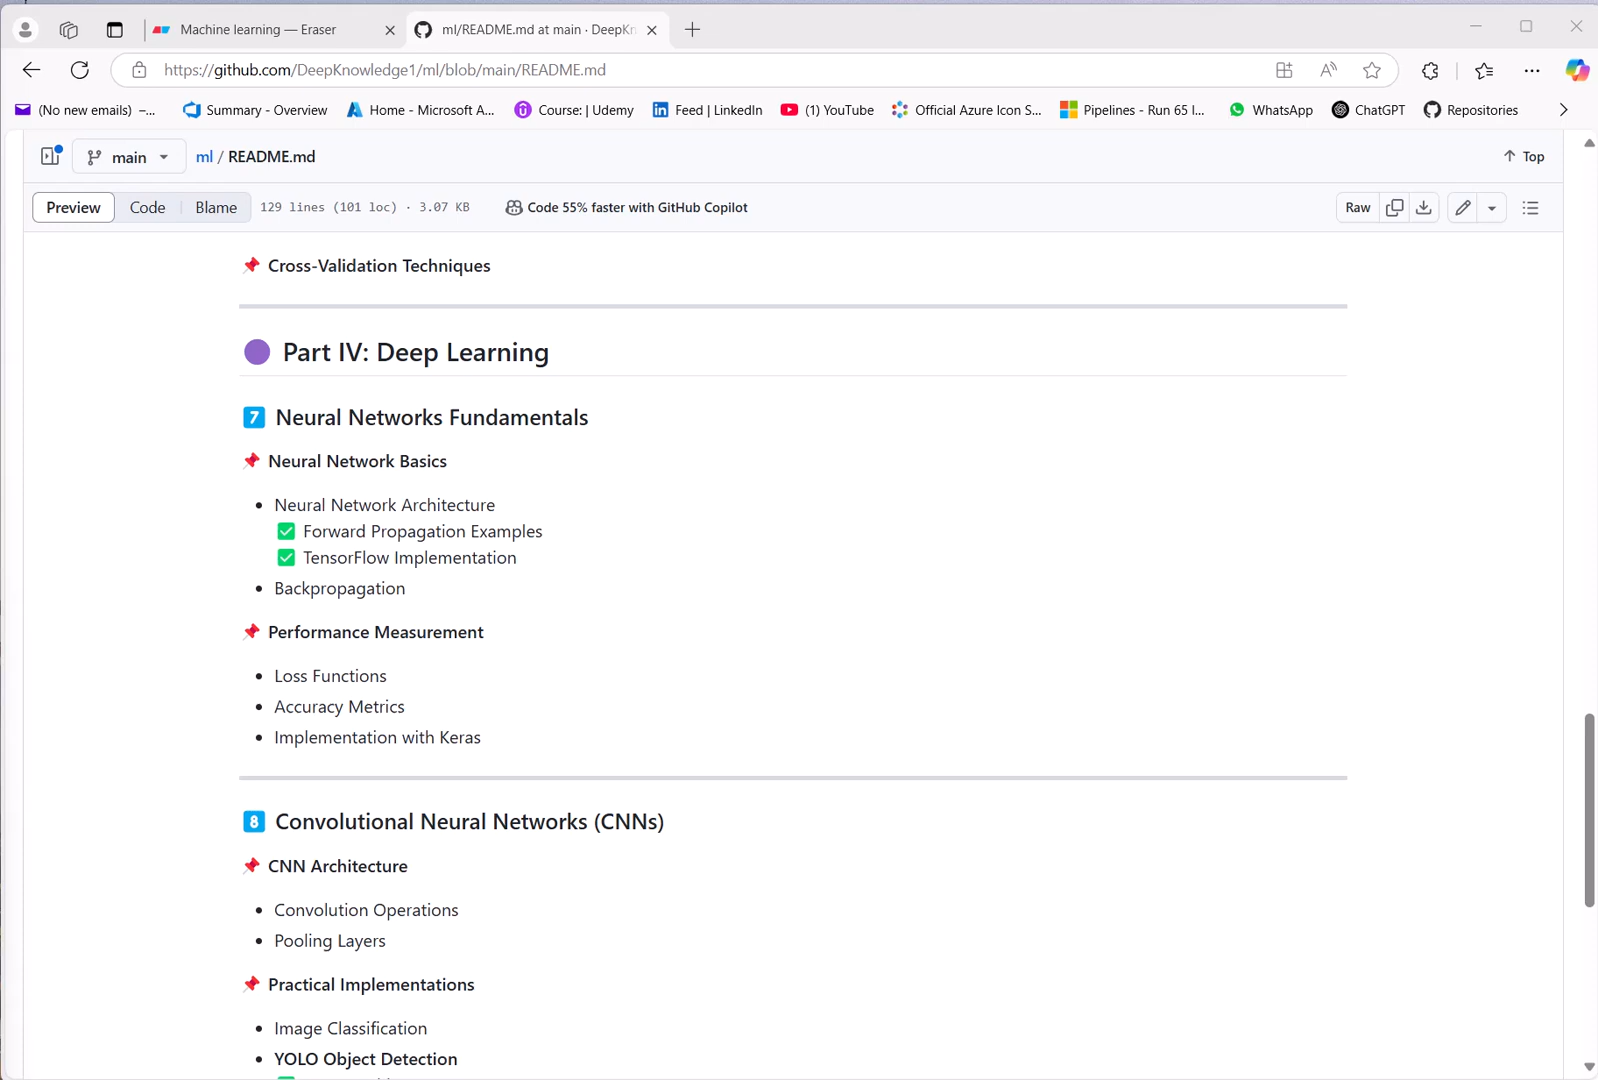 Machine learning — Eraser
ml/README.md at main · DeepKn
https://github.com/DeepKnowledge1/ml/blob/main/README.md
(No new emails) –...
Summary - Overview
Home - Microsoft A...
Course: | Udemy
Feed | LinkedIn
(1) YouTube
Official Azure Icon S...
Pipelines - Run 65 l...
WhatsApp
ChatGPT
Repositories
main
ml / README.md
Top
Preview
Code
Blame
129 lines (101 loc) · 3.07 KB
Code 55% faster with GitHub Copilot
Raw
Cross-Validation Techniques
Part IV: Deep Learning
7 Neural Networks Fundamentals
Neural Network Basics
Neural Network Architecture
Forward Propagation Examples
TensorFlow Implementation
Backpropagation
Performance Measurement
Loss Functions
Accuracy Metrics
Implementation with Keras
8 Convolutional Neural Networks (CNNs)
CNN Architecture
Convolution Operations
Pooling Layers
Practical Implementations
Image Classification
YOLO Object Detection